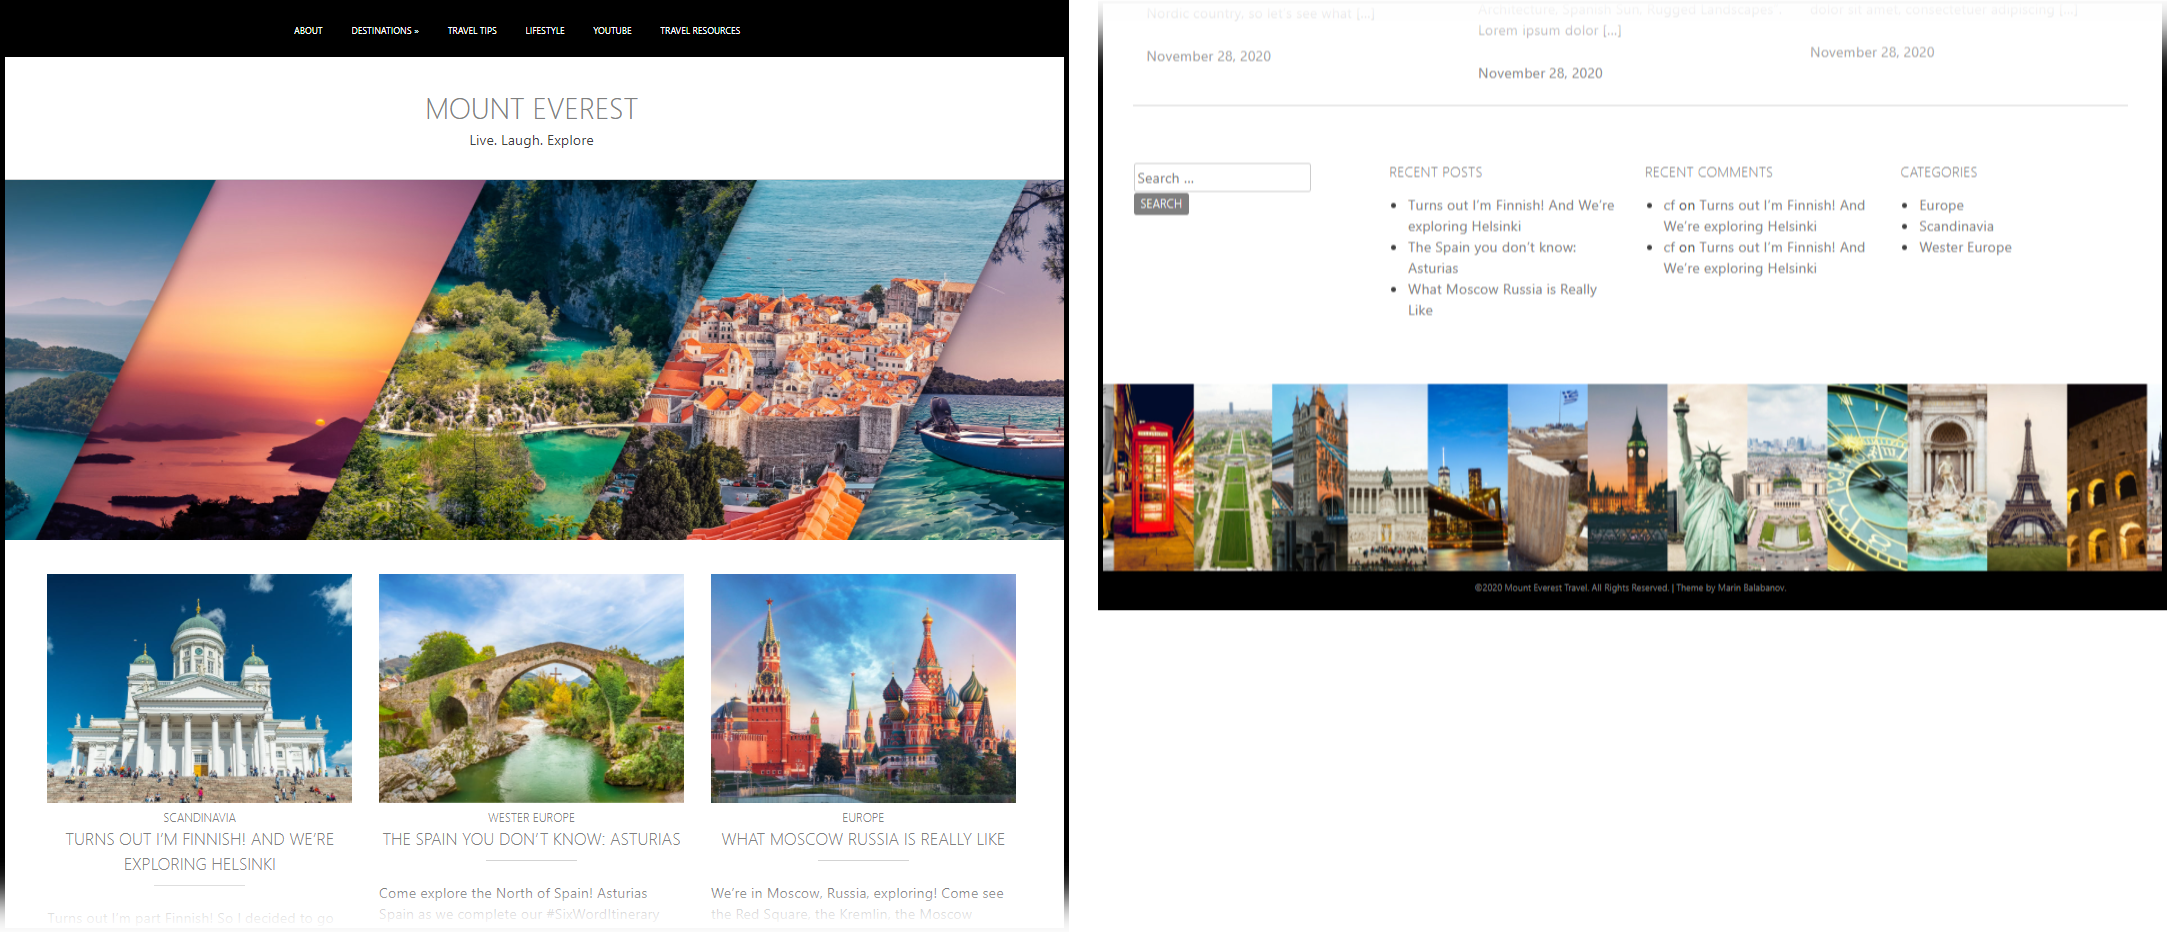 ABOUT DESTINATIONS » TRAVEL TIPS LIFESTYLE YOUTUBE TRAVEL RESOURCES
MOUNT EVEREST
Live. Laugh. Explore
SCANDINAVIA
TURNS OUT I'M FINNISH! AND WE'RE
EXPLORING HELSINKI
Turns out I'm part Finnish! So I decided to go
WESTER EUROPE
THE SPAIN YOU DON'T KNOW: ASTURIAS
Come explore the North of Spain! Asturias
Spain as we complete our #SixWordItinerary
EUROPE
WHAT MOSCOW RUSSIA IS REALLY LIKE
We're in Moscow, Russia, exploring! Come see
the Red Square, the Kremlin, the Moscow
Nordic country, so let's see what [...]
November 28, 2020
Architecture, Spanish Sun, Rugged Landscapes .
Lorem ipsum dolor [...]
November 28, 2020
dolor sit amet, consectetuer adipiscing [...]
November 28, 2020
Search ...
SEARCH
RECENT POSTS
Turns out I'm Finnish! And We're
exploring Helsinki
The Spain you don't know:
Asturias
What Moscow Russia is Really
Like
RECENT COMMENTS
cf on Turns out I'm Finnish! And
We're exploring Helsinki
cf on Turns out I'm Finnish! And
We're exploring Helsinki
CATEGORIES
Europe
Scandinavia
Wester Europe
©2020 Mount Everest Travel. All Rights Reserved. | Theme by Marin Balabanov.